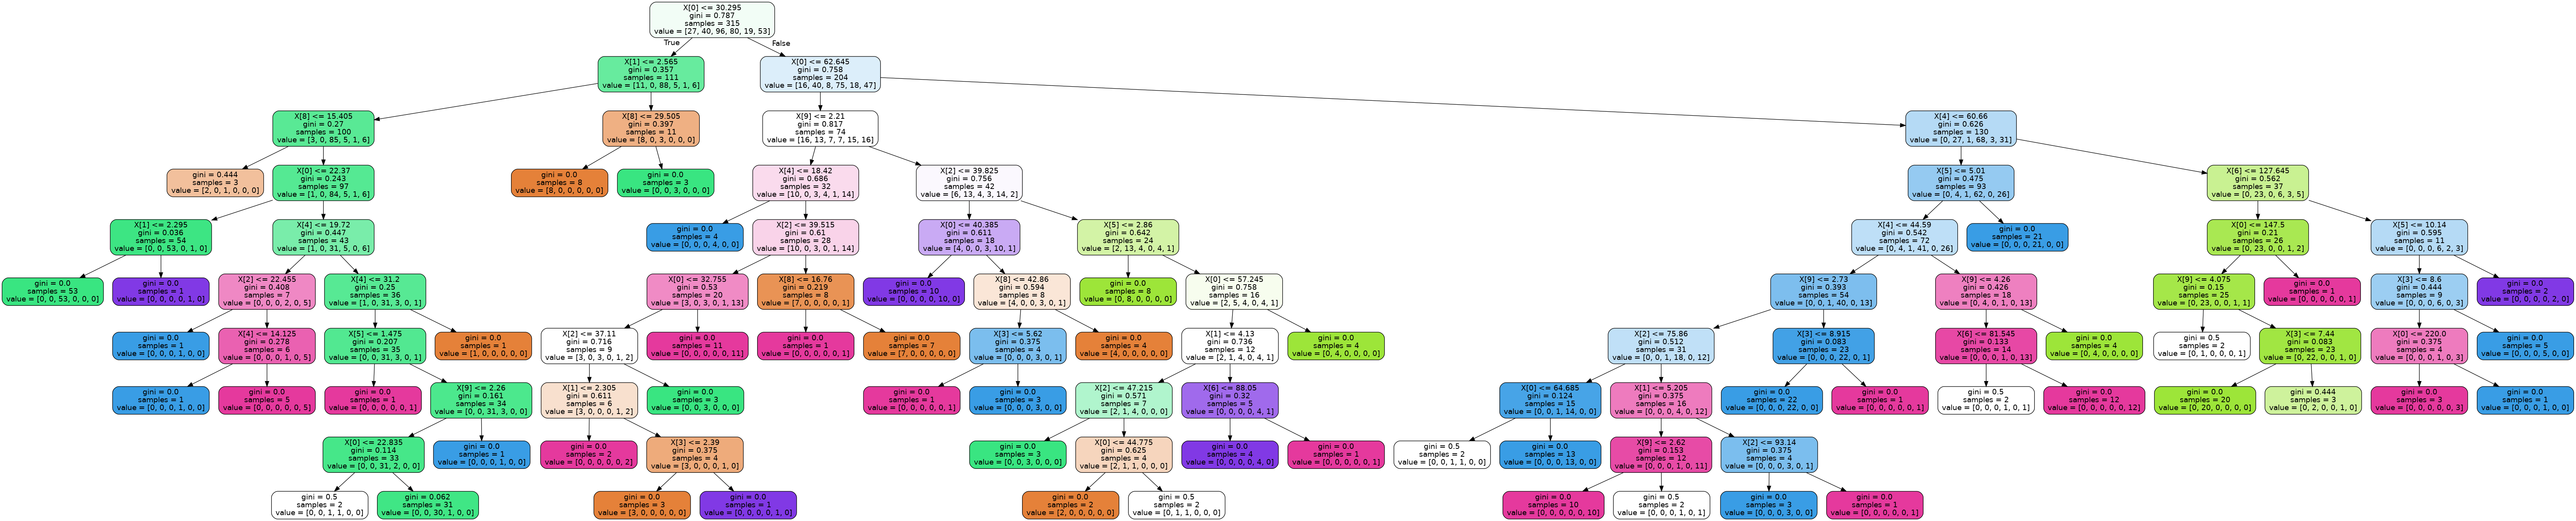 X[0] <= 30.295
gini = 0.787
samples = 315
value = [27, 40, 96, 80, 19, 53]
True
False
X[1] <= 2.565
gini = 0.357
samples = 111
value = [11, 0, 88, 5, 1, 6]
X[0] <= 62.645
gini = 0.758
samples = 204
value = [16, 40, 8, 75, 18, 47]
X[8] <= 15.405
gini = 0.27
samples = 100
value = [3, 0, 85, 5, 1, 6]
X[8] <= 29.505
gini = 0.397
samples = 11
value = [8, 0, 3, 0, 0, 0]
X[9] <= 2.21
gini = 0.817
samples = 74
value = [16, 13, 7, 7, 15, 16]
X[4] <= 60.66
gini = 0.626
samples = 130
value = [0, 27, 1, 68, 3, 31]
gini = 0.444
samples = 3
value = [2, 0, 1, 0, 0, 0]
X[0] <= 22.37
gini = 0.243
samples = 97
value = [1, 0, 84, 5, 1, 6]
gini = 0.0
samples = 8
value = [8, 0, 0, 0, 0, 0]
gini = 0.0
samples = 3
value = [0, 0, 3, 0, 0, 0]
X[4] <= 18.42
gini = 0.686
samples = 32
value = [10, 0, 3, 4, 1, 14]
X[2] <= 39.825
gini = 0.756
samples = 42
value = [6, 13, 4, 3, 14, 2]
X[5] <= 5.01
gini = 0.475
samples = 93
value = [0, 4, 1, 62, 0, 26]
X[6] <= 127.645
gini = 0.562
samples = 37
value = [0, 23, 0, 6, 3, 5]
X[1] <= 2.295
gini = 0.036
samples = 54
value = [0, 0, 53, 0, 1, 0]
X[4] <= 19.72
gini = 0.447
samples = 43
value = [1, 0, 31, 5, 0, 6]
gini = 0.0
samples = 4
value = [0, 0, 0, 4, 0, 0]
X[2] <= 39.515
gini = 0.61
samples = 28
value = [10, 0, 3, 0, 1, 14]
X[0] <= 40.385
gini = 0.611
samples = 18
value = [4, 0, 0, 3, 10, 1]
X[5] <= 2.86
gini = 0.642
samples = 24
value = [2, 13, 4, 0, 4, 1]
X[4] <= 44.59
gini = 0.542
samples = 72
value = [0, 4, 1, 41, 0, 26]
gini = 0.0
samples = 21
value = [0, 0, 0, 21, 0, 0]
X[0] <= 147.5
gini = 0.21
samples = 26
value = [0, 23, 0, 0, 1, 2]
X[5] <= 10.14
gini = 0.595
samples = 11
value = [0, 0, 0, 6, 2, 3]
gini = 0.0
samples = 53
value = [0, 0, 53, 0, 0, 0]
gini = 0.0
samples = 1
value = [0, 0, 0, 0, 1, 0]
X[2] <= 22.455
gini = 0.408
samples = 7
value = [0, 0, 0, 2, 0, 5]
X[4] <= 31.2
gini = 0.25
samples = 36
value = [1, 0, 31, 3, 0, 1]
X[0] <= 32.755
gini = 0.53
samples = 20
value = [3, 0, 3, 0, 1, 13]
X[8] <= 16.76
gini = 0.219
samples = 8
value = [7, 0, 0, 0, 0, 1]
gini = 0.0
samples = 10
value = [0, 0, 0, 0, 10, 0]
X[8] <= 42.86
gini = 0.594
samples = 8
value = [4, 0, 0, 3, 0, 1]
gini = 0.0
samples = 8
value = [0, 8, 0, 0, 0, 0]
X[0] <= 57.245
gini = 0.758
samples = 16
value = [2, 5, 4, 0, 4, 1]
X[9] <= 2.73
gini = 0.393
samples = 54
value = [0, 0, 1, 40, 0, 13]
X[9] <= 4.26
gini = 0.426
samples = 18
value = [0, 4, 0, 1, 0, 13]
X[9] <= 4.075
gini = 0.15
samples = 25
value = [0, 23, 0, 0, 1, 1]
gini = 0.0
samples = 1
value = [0, 0, 0, 0, 0, 1]
X[3] <= 8.6
gini = 0.444
samples = 9
value = [0, 0, 0, 6, 0, 3]
gini = 0.0
samples = 2
value = [0, 0, 0, 0, 2, 0]
gini = 0.0
samples = 1
value = [0, 0, 0, 1, 0, 0]
X[4] <= 14.125
gini = 0.278
samples = 6
value = [0, 0, 0, 1, 0, 5]
X[5] <= 1.475
gini = 0.207
samples = 35
value = [0, 0, 31, 3, 0, 1]
gini = 0.0
samples = 1
value = [1, 0, 0, 0, 0, 0]
X[2] <= 37.11
gini = 0.716
samples = 9
value = [3, 0, 3, 0, 1, 2]
gini = 0.0
samples = 11
value = [0, 0, 0, 0, 0, 11]
gini = 0.0
samples = 1
value = [0, 0, 0, 0, 0, 1]
gini = 0.0
samples = 7
value = [7, 0, 0, 0, 0, 0]
X[3] <= 5.62
gini = 0.375
samples = 4
value = [0, 0, 0, 3, 0, 1]
gini = 0.0
samples = 4
value = [4, 0, 0, 0, 0, 0]
X[1] <= 4.13
gini = 0.736
samples = 12
value = [2, 1, 4, 0, 4, 1]
gini = 0.0
samples = 4
value = [0, 4, 0, 0, 0, 0]
X[2] <= 75.86
gini = 0.512
samples = 31
value = [0, 0, 1, 18, 0, 12]
X[3] <= 8.915
gini = 0.083
samples = 23
value = [0, 0, 0, 22, 0, 1]
X[6] <= 81.545
gini = 0.133
samples = 14
value = [0, 0, 0, 1, 0, 13]
gini = 0.0
samples = 4
value = [0, 4, 0, 0, 0, 0]
gini = 0.5
samples = 2
value = [0, 1, 0, 0, 0, 1]
X[3] <= 7.44
gini = 0.083
samples = 23
value = [0, 22, 0, 0, 1, 0]
X[0] <= 220.0
gini = 0.375
samples = 4
value = [0, 0, 0, 1, 0, 3]
gini = 0.0
samples = 5
value = [0, 0, 0, 5, 0, 0]
gini = 0.0
samples = 1
value = [0, 0, 0, 1, 0, 0]
gini = 0.0
samples = 5
value = [0, 0, 0, 0, 0, 5]
gini = 0.0
samples = 1
value = [0, 0, 0, 0, 0, 1]
X[9] <= 2.26
gini = 0.161
samples = 34
value = [0, 0, 31, 3, 0, 0]
X[1] <= 2.305
gini = 0.611
samples = 6
value = [3, 0, 0, 0, 1, 2]
gini = 0.0
samples = 3
value = [0, 0, 3, 0, 0, 0]
gini = 0.0
samples = 1
value = [0, 0, 0, 0, 0, 1]
gini = 0.0
samples = 3
value = [0, 0, 0, 3, 0, 0]
X[2] <= 47.215
gini = 0.571
samples = 7
value = [2, 1, 4, 0, 0, 0]
X[6] <= 88.05
gini = 0.32
samples = 5
value = [0, 0, 0, 0, 4, 1]
X[0] <= 64.685
gini = 0.124
samples = 15
value = [0, 0, 1, 14, 0, 0]
X[1] <= 5.205
gini = 0.375
samples = 16
value = [0, 0, 0, 4, 0, 12]
gini = 0.0
samples = 22
value = [0, 0, 0, 22, 0, 0]
gini = 0.0
samples = 1
value = [0, 0, 0, 0, 0, 1]
gini = 0.5
samples = 2
value = [0, 0, 0, 1, 0, 1]
gini = 0.0
samples = 12
value = [0, 0, 0, 0, 0, 12]
gini = 0.0
samples = 20
value = [0, 20, 0, 0, 0, 0]
gini = 0.444
samples = 3
value = [0, 2, 0, 0, 1, 0]
gini = 0.0
samples = 3
value = [0, 0, 0, 0, 0, 3]
gini = 0.0
samples = 1
value = [0, 0, 0, 1, 0, 0]
X[0] <= 22.835
gini = 0.114
samples = 33
value = [0, 0, 31, 2, 0, 0]
gini = 0.0
samples = 1
value = [0, 0, 0, 1, 0, 0]
gini = 0.0
samples = 2
value = [0, 0, 0, 0, 0, 2]
X[3] <= 2.39
gini = 0.375
samples = 4
value = [3, 0, 0, 0, 1, 0]
gini = 0.0
samples = 3
value = [0, 0, 3, 0, 0, 0]
X[0] <= 44.775
gini = 0.625
samples = 4
value = [2, 1, 1, 0, 0, 0]
gini = 0.0
samples = 4
value = [0, 0, 0, 0, 4, 0]
gini = 0.0
samples = 1
value = [0, 0, 0, 0, 0, 1]
gini = 0.5
samples = 2
value = [0, 0, 1, 1, 0, 0]
gini = 0.0
samples = 13
value = [0, 0, 0, 13, 0, 0]
X[9] <= 2.62
gini = 0.153
samples = 12
value = [0, 0, 0, 1, 0, 11]
X[2] <= 93.14
gini = 0.375
samples = 4
value = [0, 0, 0, 3, 0, 1]
gini = 0.5
samples = 2
value = [0, 0, 1, 1, 0, 0]
gini = 0.062
samples = 31
value = [0, 0, 30, 1, 0, 0]
gini = 0.0
samples = 3
value = [3, 0, 0, 0, 0, 0]
gini = 0.0
samples = 1
value = [0, 0, 0, 0, 1, 0]
gini = 0.0
samples = 2
value = [2, 0, 0, 0, 0, 0]
gini = 0.5
samples = 2
value = [0, 1, 1, 0, 0, 0]
gini = 0.0
samples = 10
value = [0, 0, 0, 0, 0, 10]
gini = 0.5
samples = 2
value = [0, 0, 0, 1, 0, 1]
gini = 0.0
samples = 3
value = [0, 0, 0, 3, 0, 0]
gini = 0.0
samples = 1
value = [0, 0, 0, 0, 0, 1]